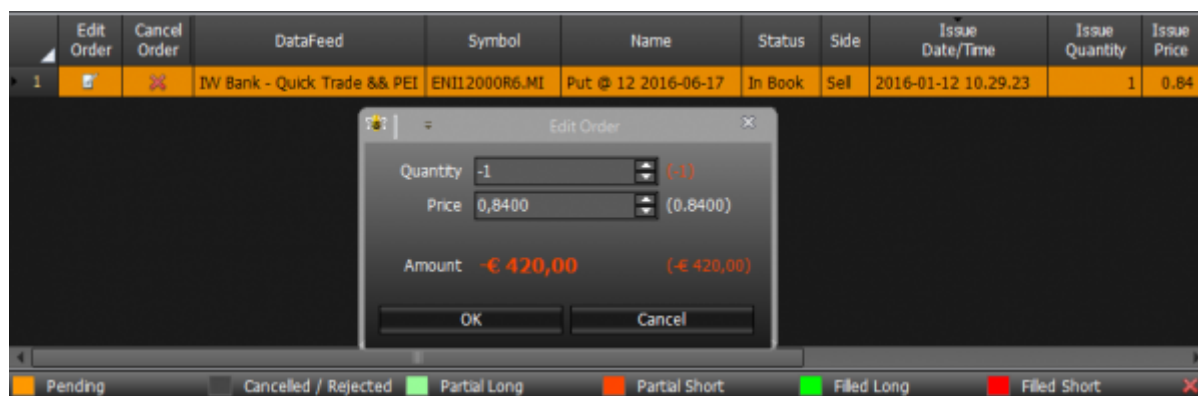 Edit Order Cancel Order DataFeed Symbol Name Status Side Issue Date/Time Issue Quantity Issue Price
1 IW Bank - Quick Trade && PEI ENI12000R6.MI Put @ 12 2016-06-17 In Book Sell 2016-01-12 10.29.23 1 0.84
Edit Order
Quantity -1 (-1)
Price 0,8400 (0.8400)
Amount -€ 420,00 (-€ 420,00)
OK Cancel
Pending Cancelled / Rejected Partial Long Partial Short Filled Long Filled Short